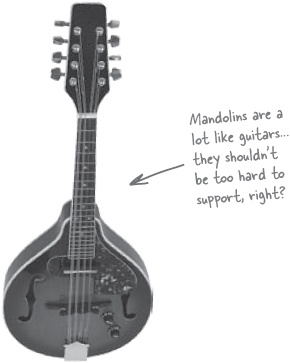 Mandolins are a
lot like guitars...
they shouldn't
be too hard to
support, right?